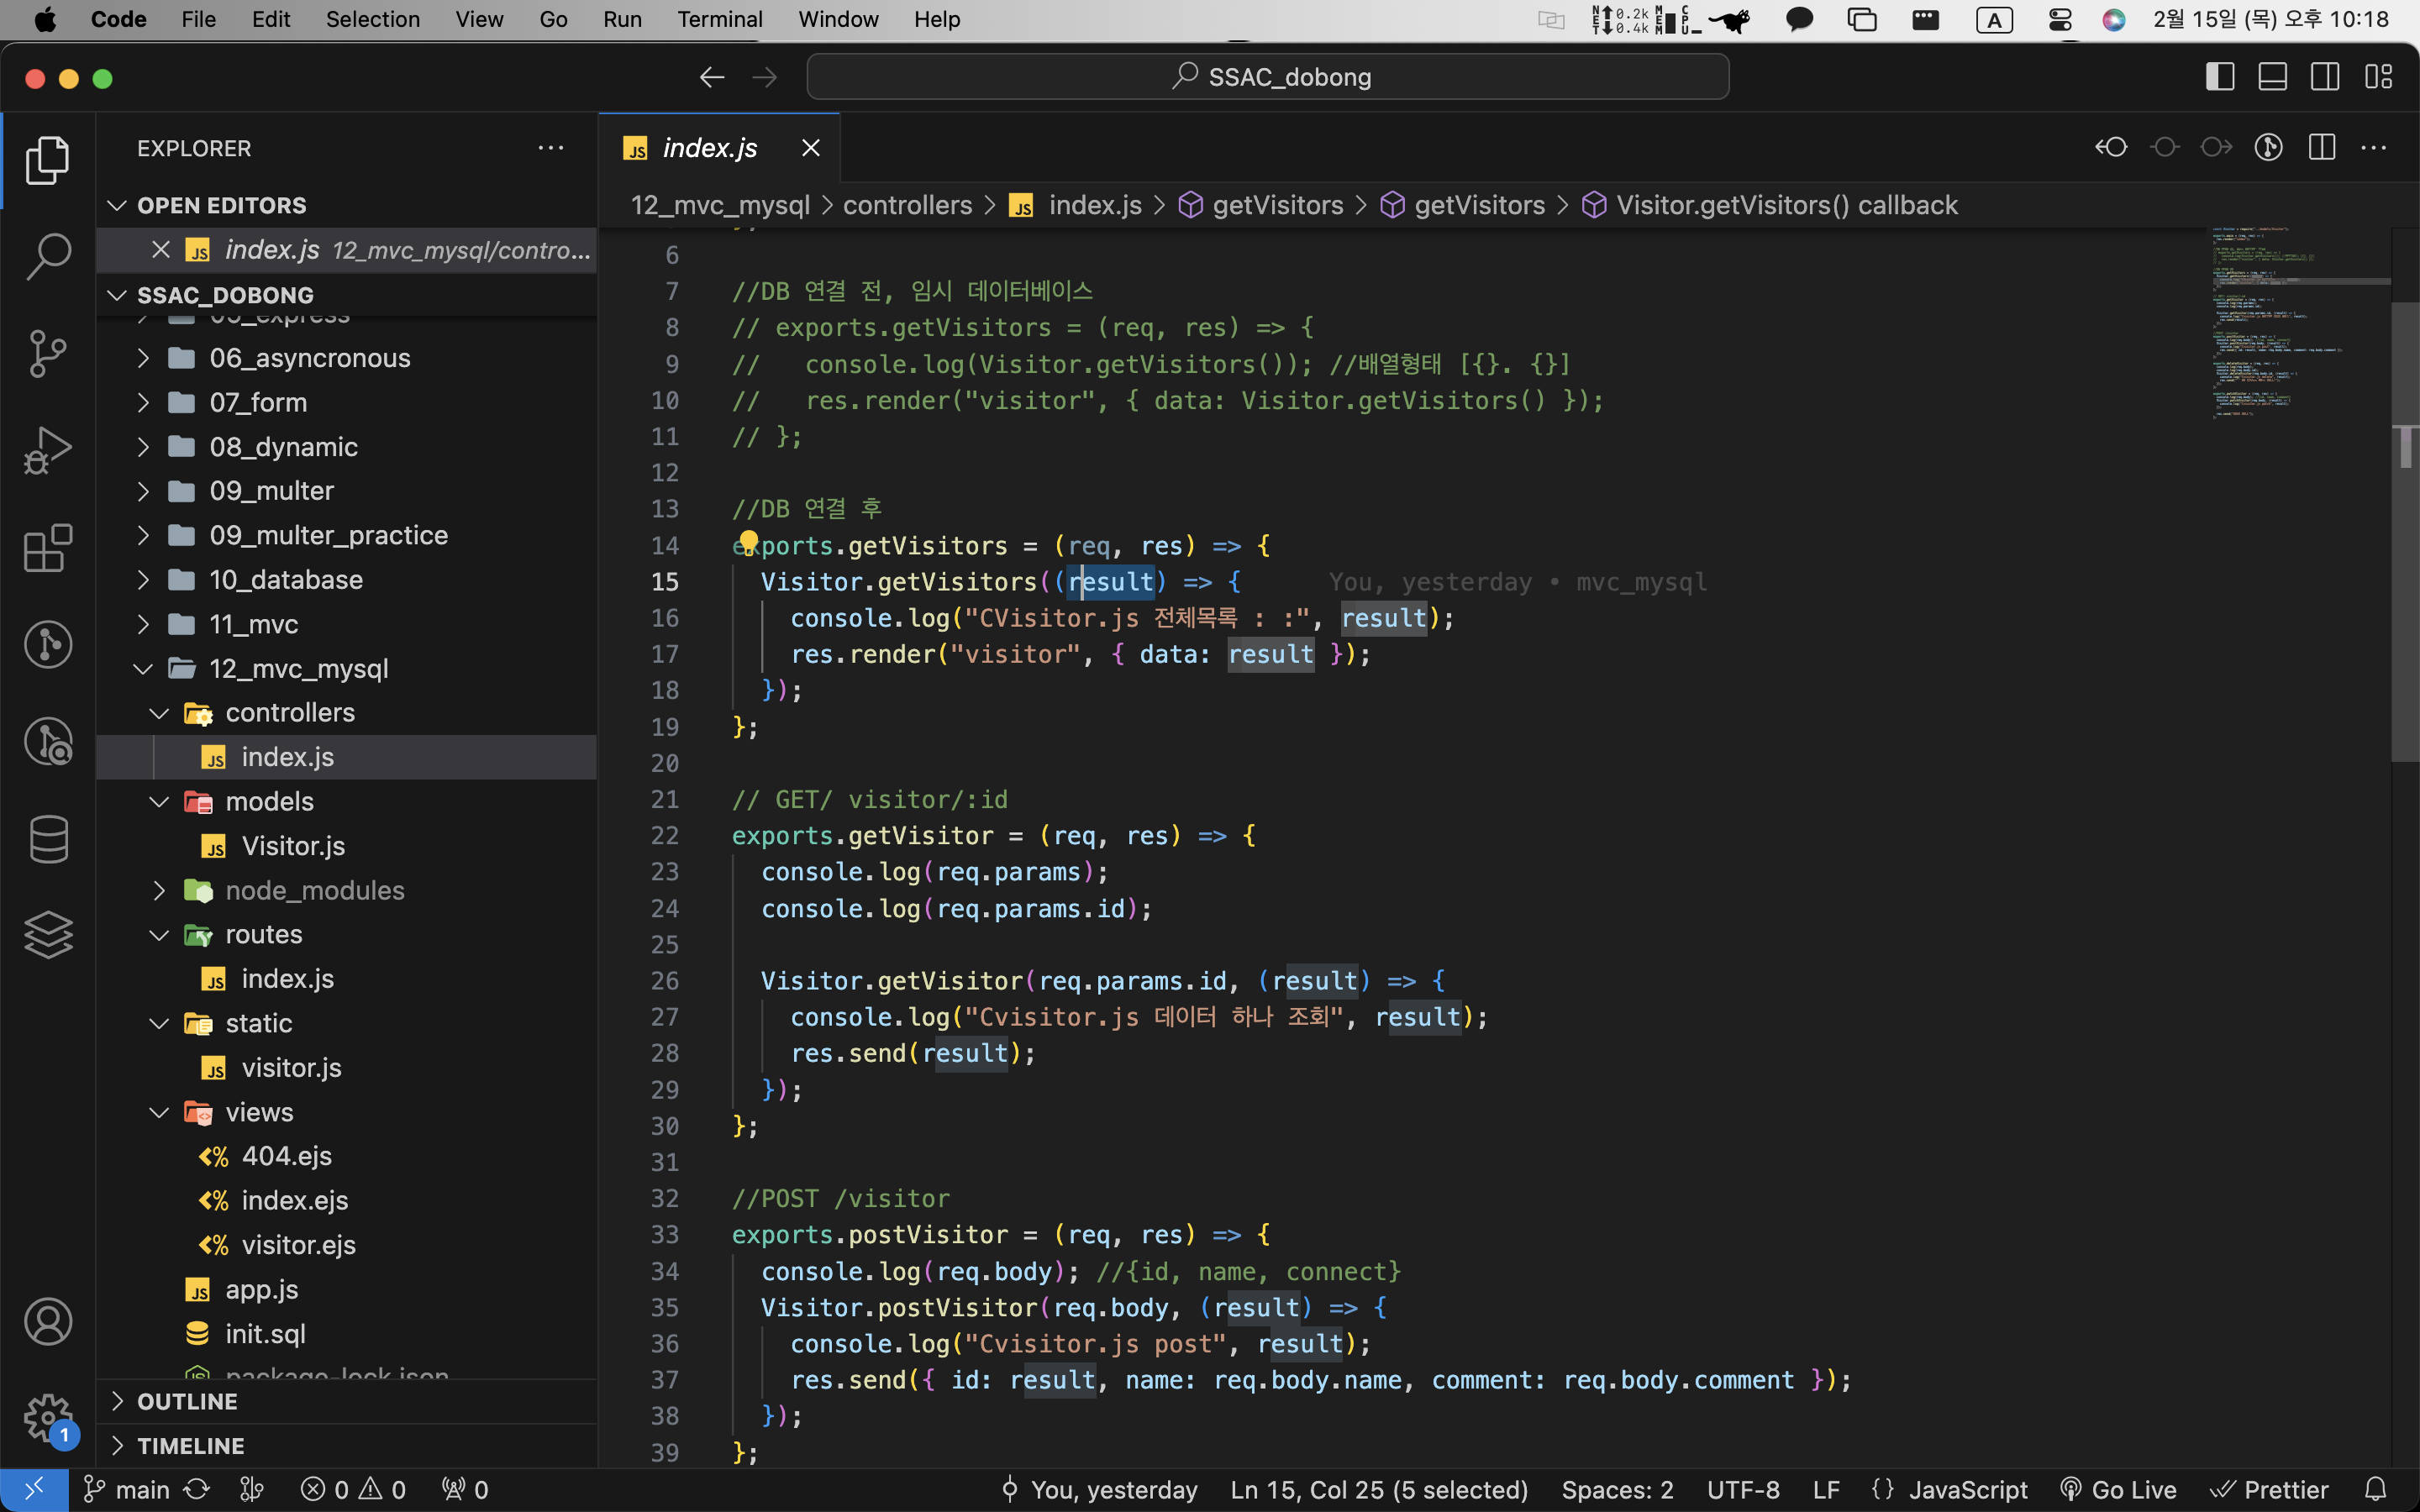 Code File Edit Selection View Go Run Terminal Window Help
0.2k
0.4k
A
2월 15일 (목) 오후 10:18
SSAC_dobong
EXPLORER
OPEN EDITORS
index.js 12_mvc_mysql/contro...
SSAC_DOBONG
05_express
06_asyncronous
07_form
08_dynamic
09_multer
09_multer_practice
10_database
11_mvc
12_mvc_mysql
controllers
index.js
models
Visitor.js
node_modules
routes
index.js
static
visitor.js
views
404.ejs
index.ejs
visitor.ejs
app.js
init.sql
package-lock.json
OUTLINE
TIMELINE
1
index.js
12_mvc_mysql > controllers > index.js > getVisitors > getVisitors > Visitor.getVisitors() callback
6
7 //DB 연결 전, 임시 데이터베이스
8 // exports.getVisitors = (req, res) => {
9 //   console.log(Visitor.getVisitors()); //배열형태 [{}. {}]
10 //   res.render("visitor", { data: Visitor.getVisitors() });
11 // };
12
13 //DB 연결 후
14 exports.getVisitors = (req, res) => {
15   Visitor.getVisitors((result) => {      You, yesterday • mvc_mysql
16     console.log("CVisitor.js 전체목록 : :", result);
17     res.render("visitor", { data: result });
18   });
19 };
20
21 // GET/ visitor/:id
22 exports.getVisitor = (req, res) => {
23   console.log(req.params);
24   console.log(req.params.id);
25
26   Visitor.getVisitor(req.params.id, (result) => {
27     console.log("Cvisitor.js 데이터 하나 조회", result);
28     res.send(result);
29   });
30 };
31
32 //POST /visitor
33 exports.postVisitor = (req, res) => {
34   console.log(req.body); //{id, name, connect}
35   Visitor.postVisitor(req.body, (result) => {
36     console.log("Cvisitor.js post", result);
37     res.send({ id: result, name: req.body.name, comment: req.body.comment });
38   });
39 };
main 0 0 0 You, yesterday Ln 15, Col 25 (5 selected) Spaces: 2 UTF-8 LF {} JavaScript Go Live Prettier